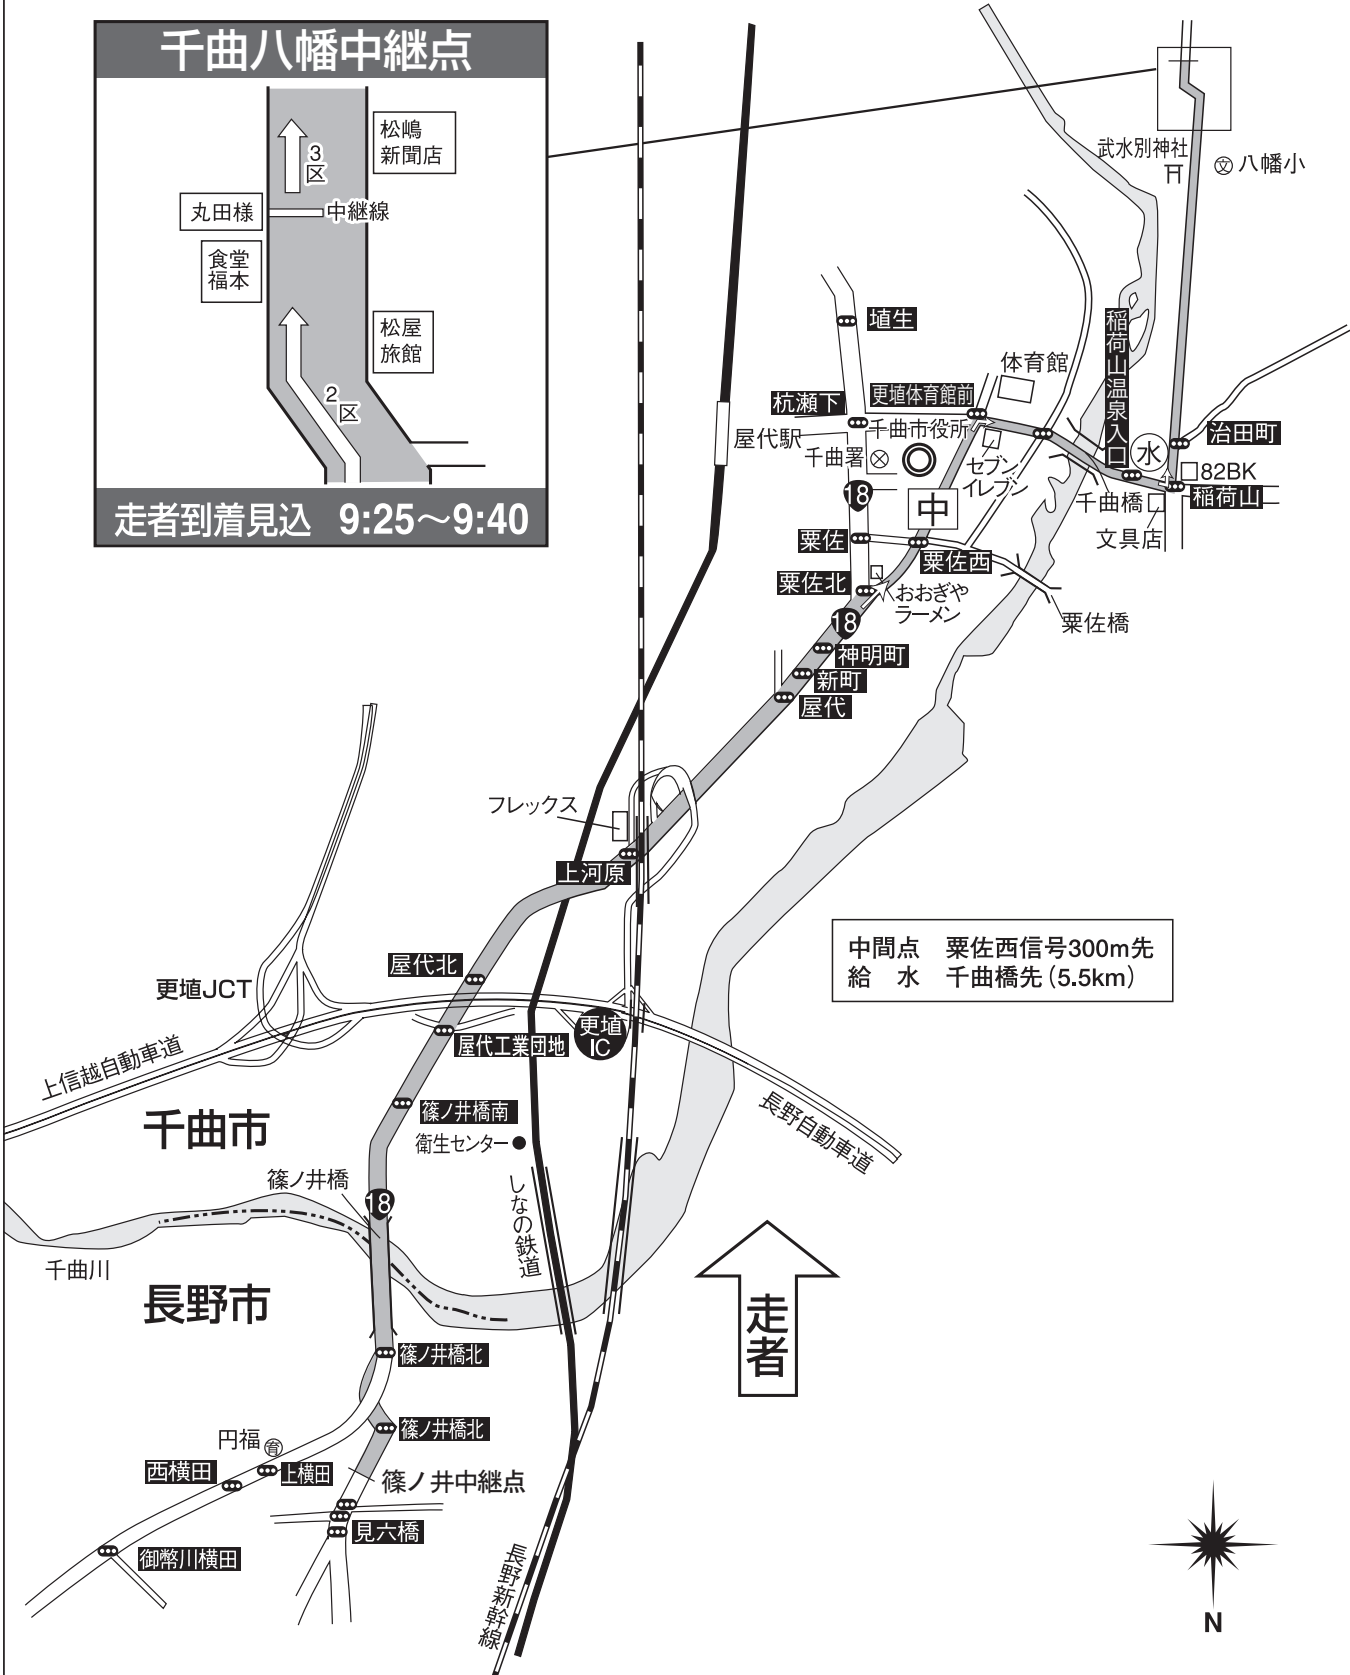 千曲八幡中継点
松嶋
新聞店
3
区
丸田様
中継線
食堂
福本
松屋
旅館
2
区
走者到着見込 9:25〜9:40
武水別神社
文 八幡小
埴生
体育館
稲荷山温泉入口
杭瀬下
更埴体育館前
屋代駅
千曲市役所
千曲署
セブン
イレブン
水
治田町
82BK
稲荷山
千曲橋
文具店
18
中
粟佐
粟佐西
粟佐北
おおぎや
ラーメン
粟佐橋
18
神明町
新町
屋代
フレックス
上河原
中間点 粟佐西信号300m先
給 水 千曲橋先(5.5km)
屋代北
更埴JCT
更埴
IC
屋代工業団地
上信越自動車道
千曲市
篠ノ井橋南
衛生センター
長野自動車道
篠ノ井橋
18
しなの鉄道
千曲川
長野市
走者
篠ノ井橋北
篠ノ井橋北
円福 育
西横田
上横田
篠ノ井中継点
見六橋
御幣川横田
長野新幹線
N